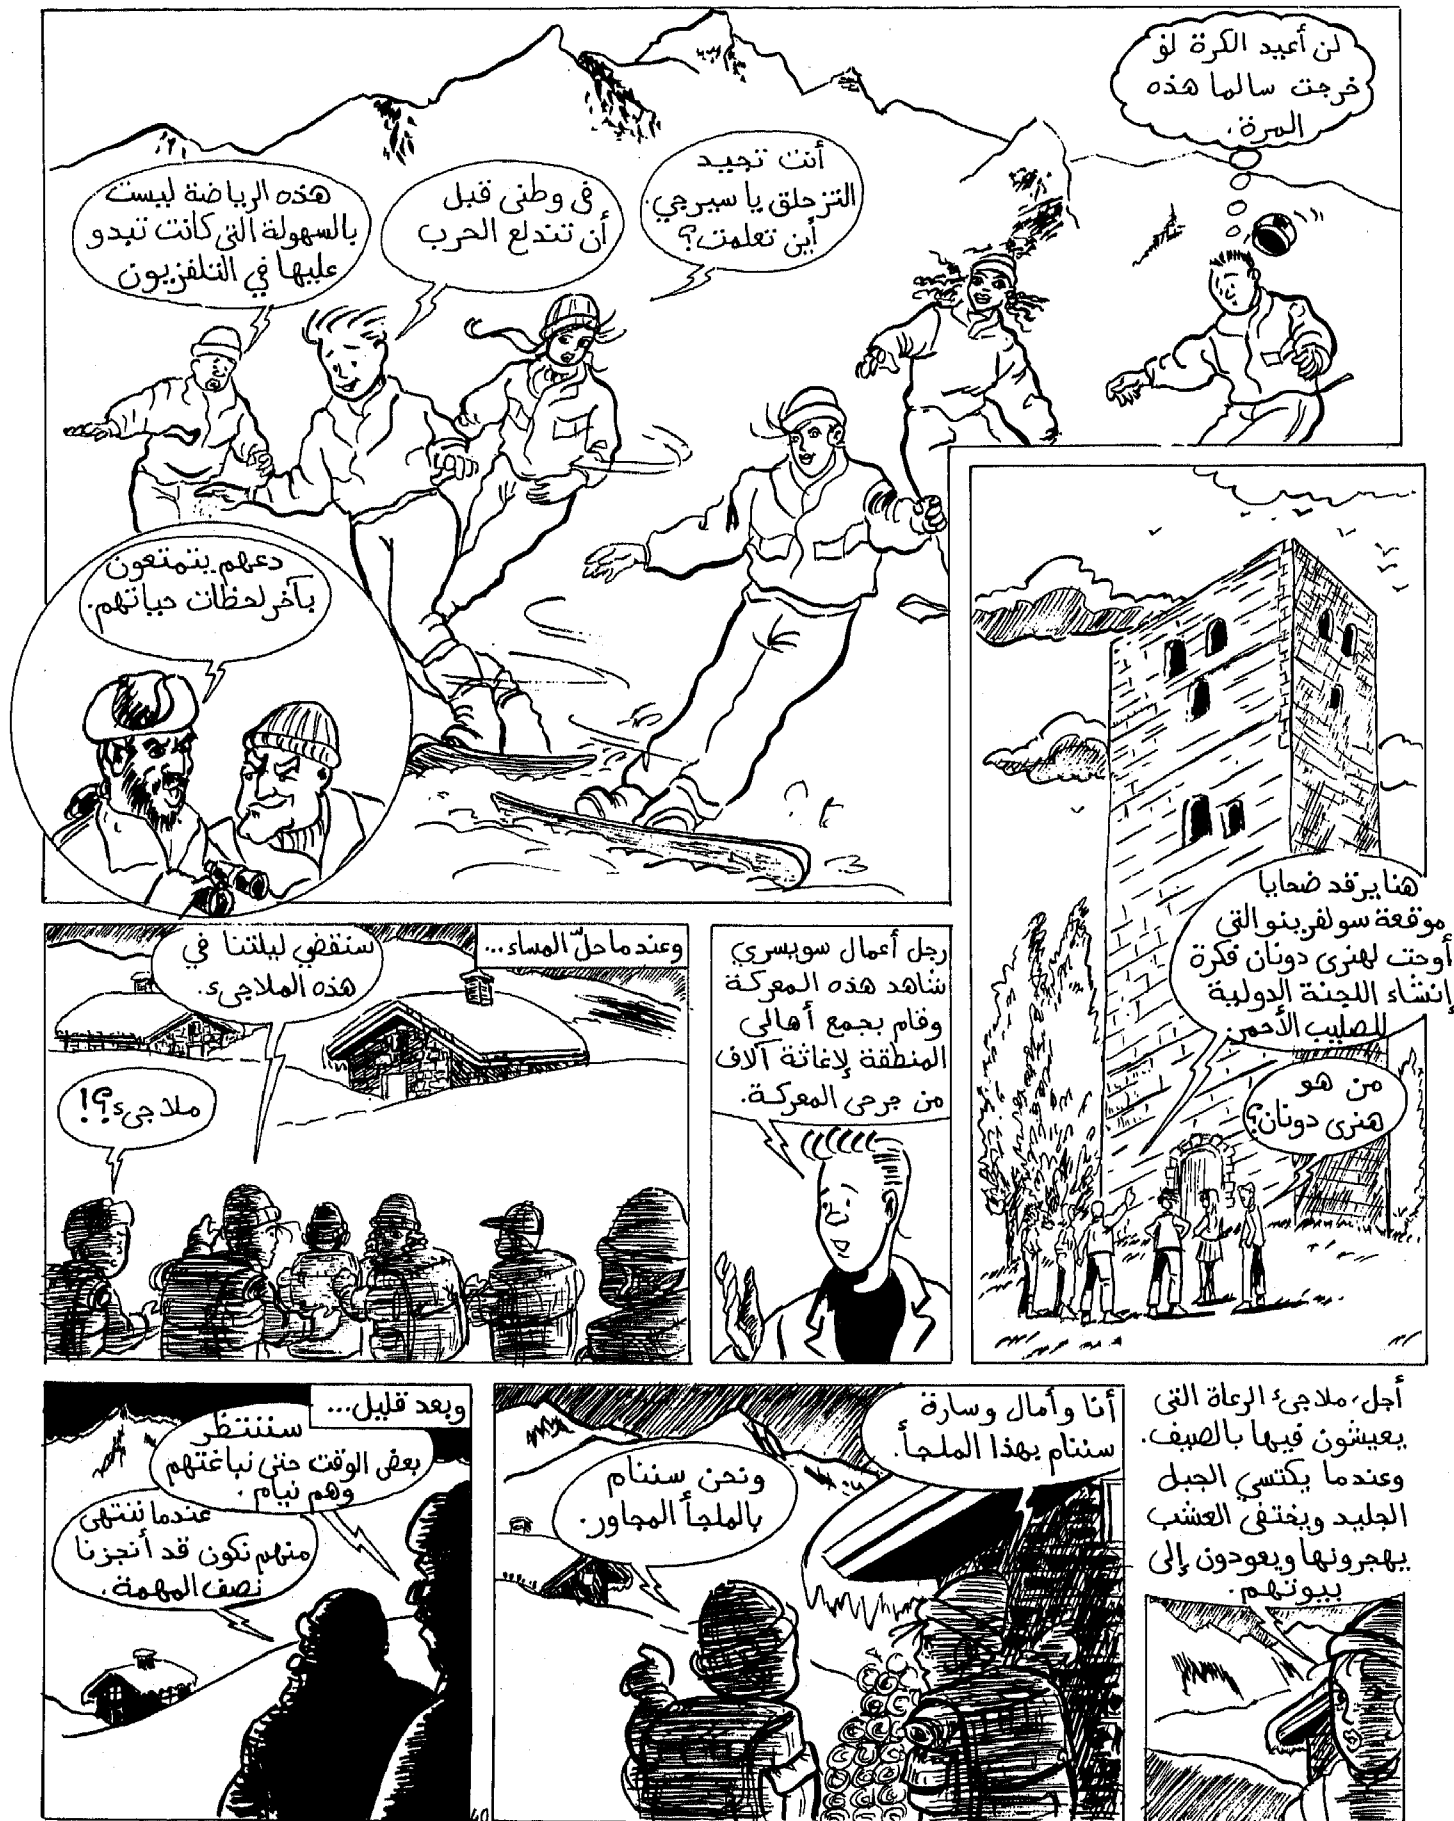 لن أعيد الكرة لو
خرجت سالما هذه
المرة.
أنت تجيد
التزحلق يا سيرجي.
أين تعلمت؟
في وطني قبل
أن تندلع الحرب
هذه الرياضة ليست
بالسهولة التي كانت تبدو
عليها في التلفزيون
دعهم يتمتعون
بآخر لحظات حياتهم.
هنا يرقد ضحايا
موقعة سولفرينو التي
أوحت لهنري دونان فكرة
إنشاء اللجنة الدولية
للصليب الأحمر.
من هو
هنري دونان؟
رجل أعمال سويسري
شاهد هذه المعركة
وقام بجمع أهالي
المنطقة لإغاثة آلاف
من جرحى المعركة.
وعندما حلّ المساء...
سنقضي ليلتنا في
هذه الملاجىء.
ملاجىء؟!
أجل، ملاجئ الرعاة التي
يعيشون فيها بالصيف.
وعندما يكتسي الجبل
الجليد ويختفى العشب
يهجرونها ويعودون إلى
بيوتهم.
أنا وأمال وسارة
سننام بهذا الملجأ.
ونحن سننام
بالملجأ المجاور.
وبعد قليل...
سننتظر
بعض الوقت حتى نباغتهم
وهم نيام.
عندما ننتهى
منهم نكون قد أنجزنا
نصف المهمة.
40